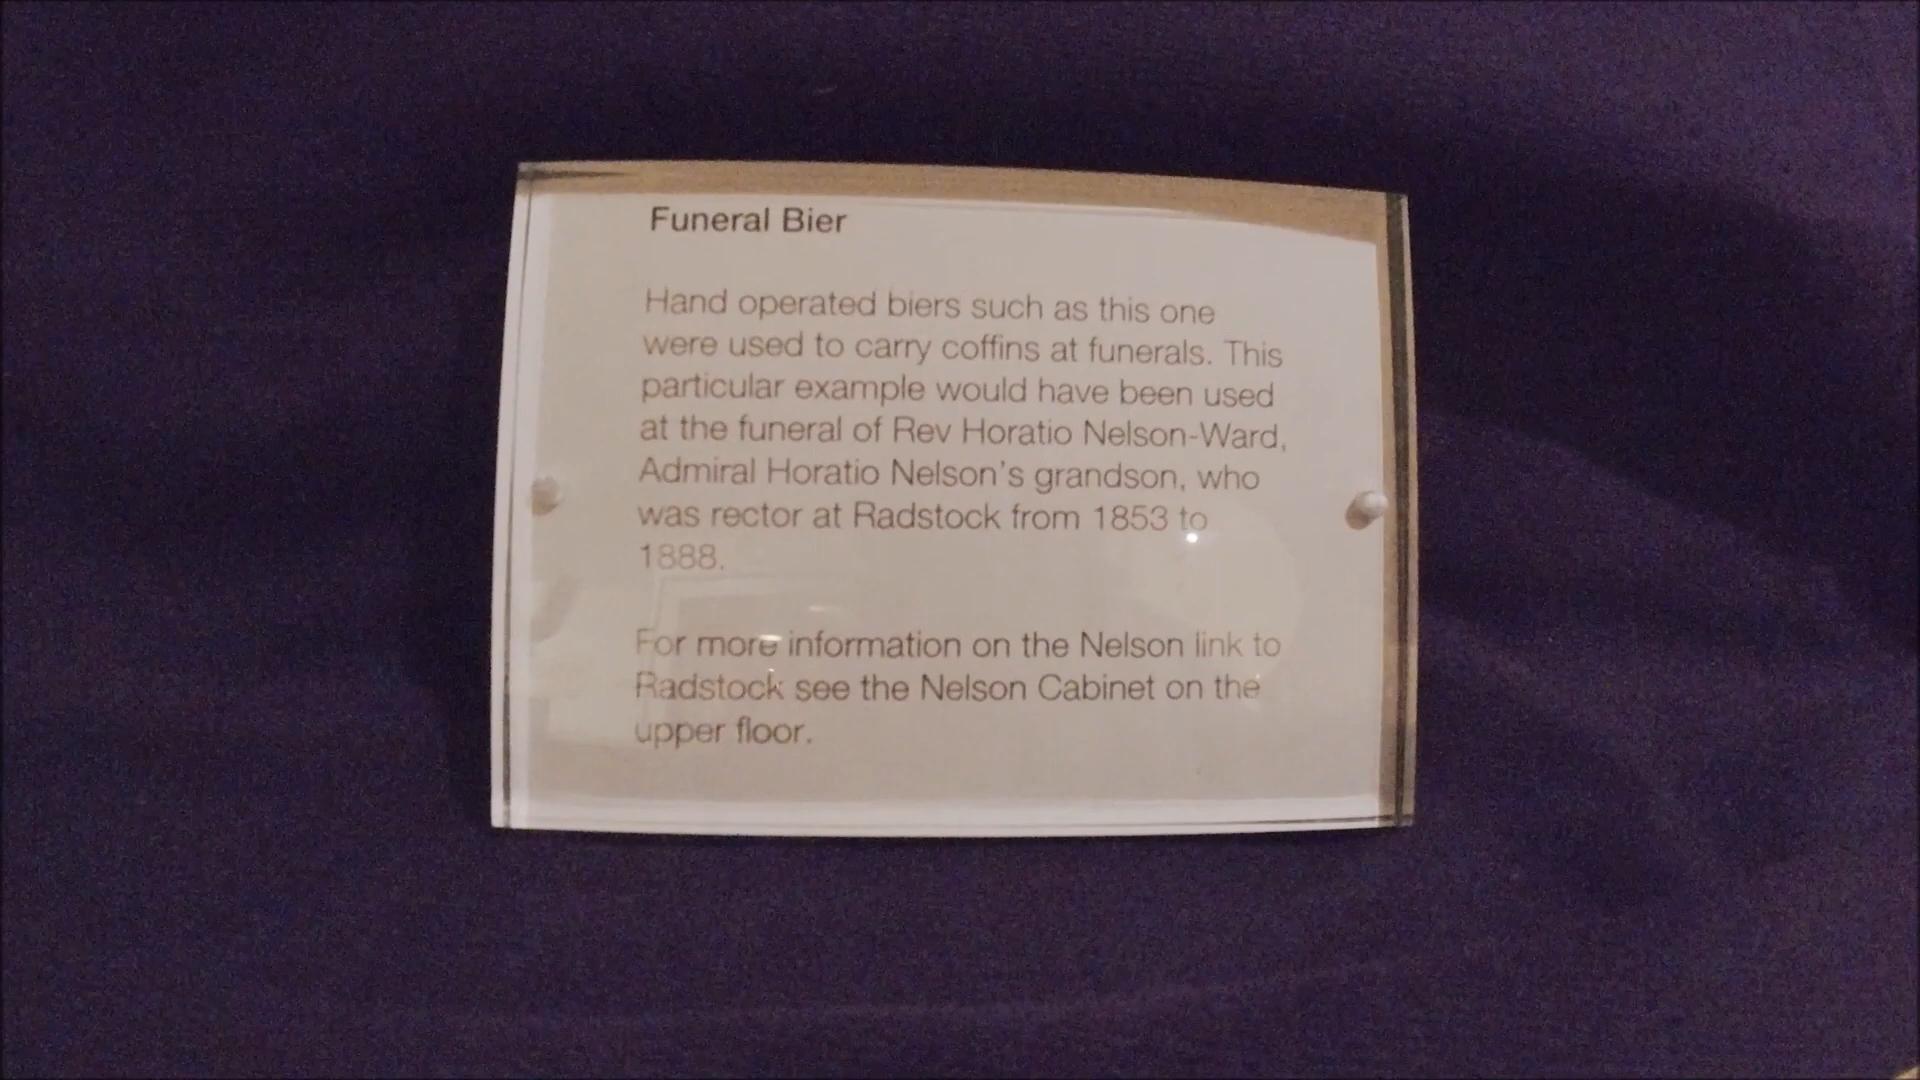 Funeral Bier
Hand operated biers such as this one
were used to carry coffins at funerals. This
particular example would have been used
at the funeral of Rev Horatio Nelson-Ward,
Admiral Horatio Nelson's grandson, who
was rector at Radstock from 1853 to
1888.
For more information on the Nelson link to
Radstock see the Nelson Cabinet on the
upper floor.